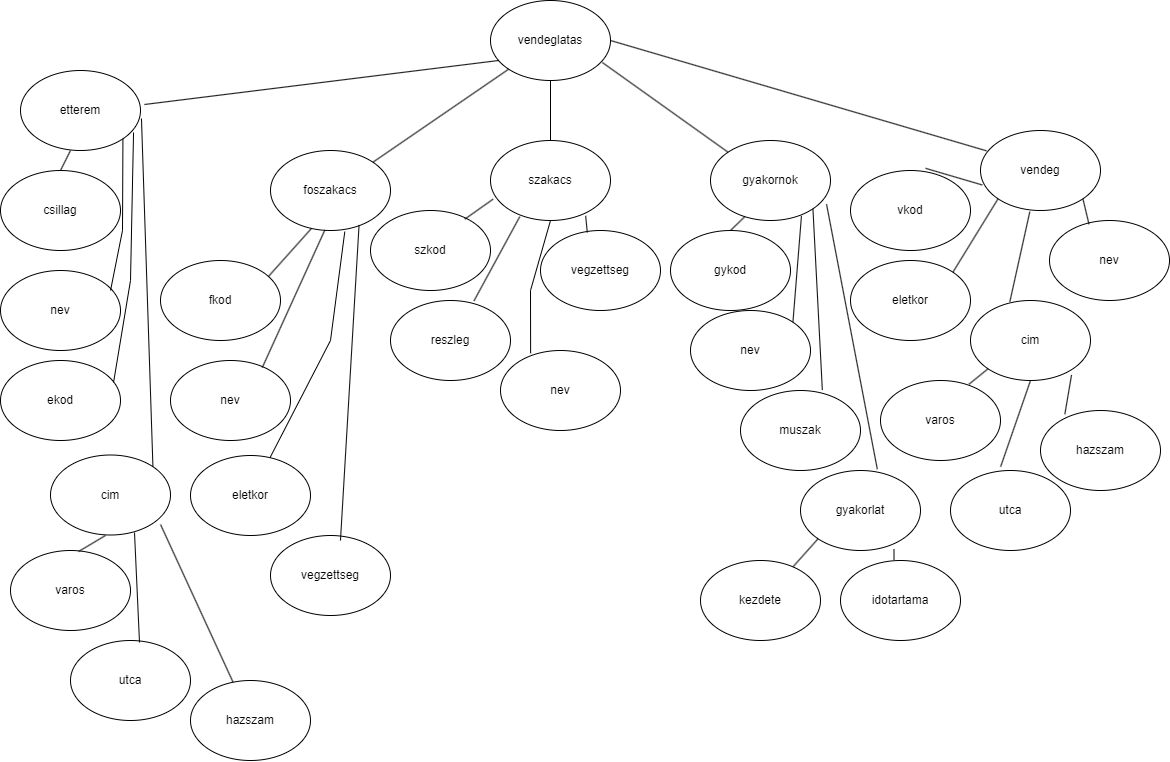 vendeglatas
etterem
foszakacs
szakacs
gyakornok
vendeg
csillag
nev
ekod
cim
varos
utca
hazszam
fkod
nev
eletkor
vegzettseg
szkod
reszleg
nev
vegzettseg
gykod
nev
muszak
gyakorlat
kezdete
idotartama
vkod
eletkor
cim
nev
varos
utca
hazszam